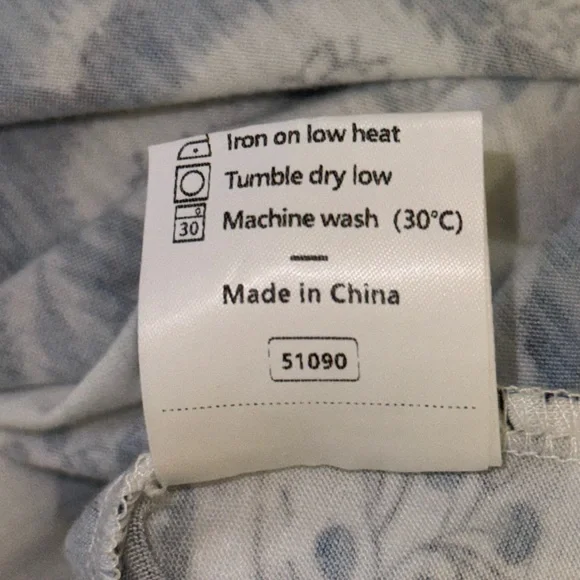 Iron on low heat
Tumble dry low
30 Machine wash (30°C)
Made in China
51090